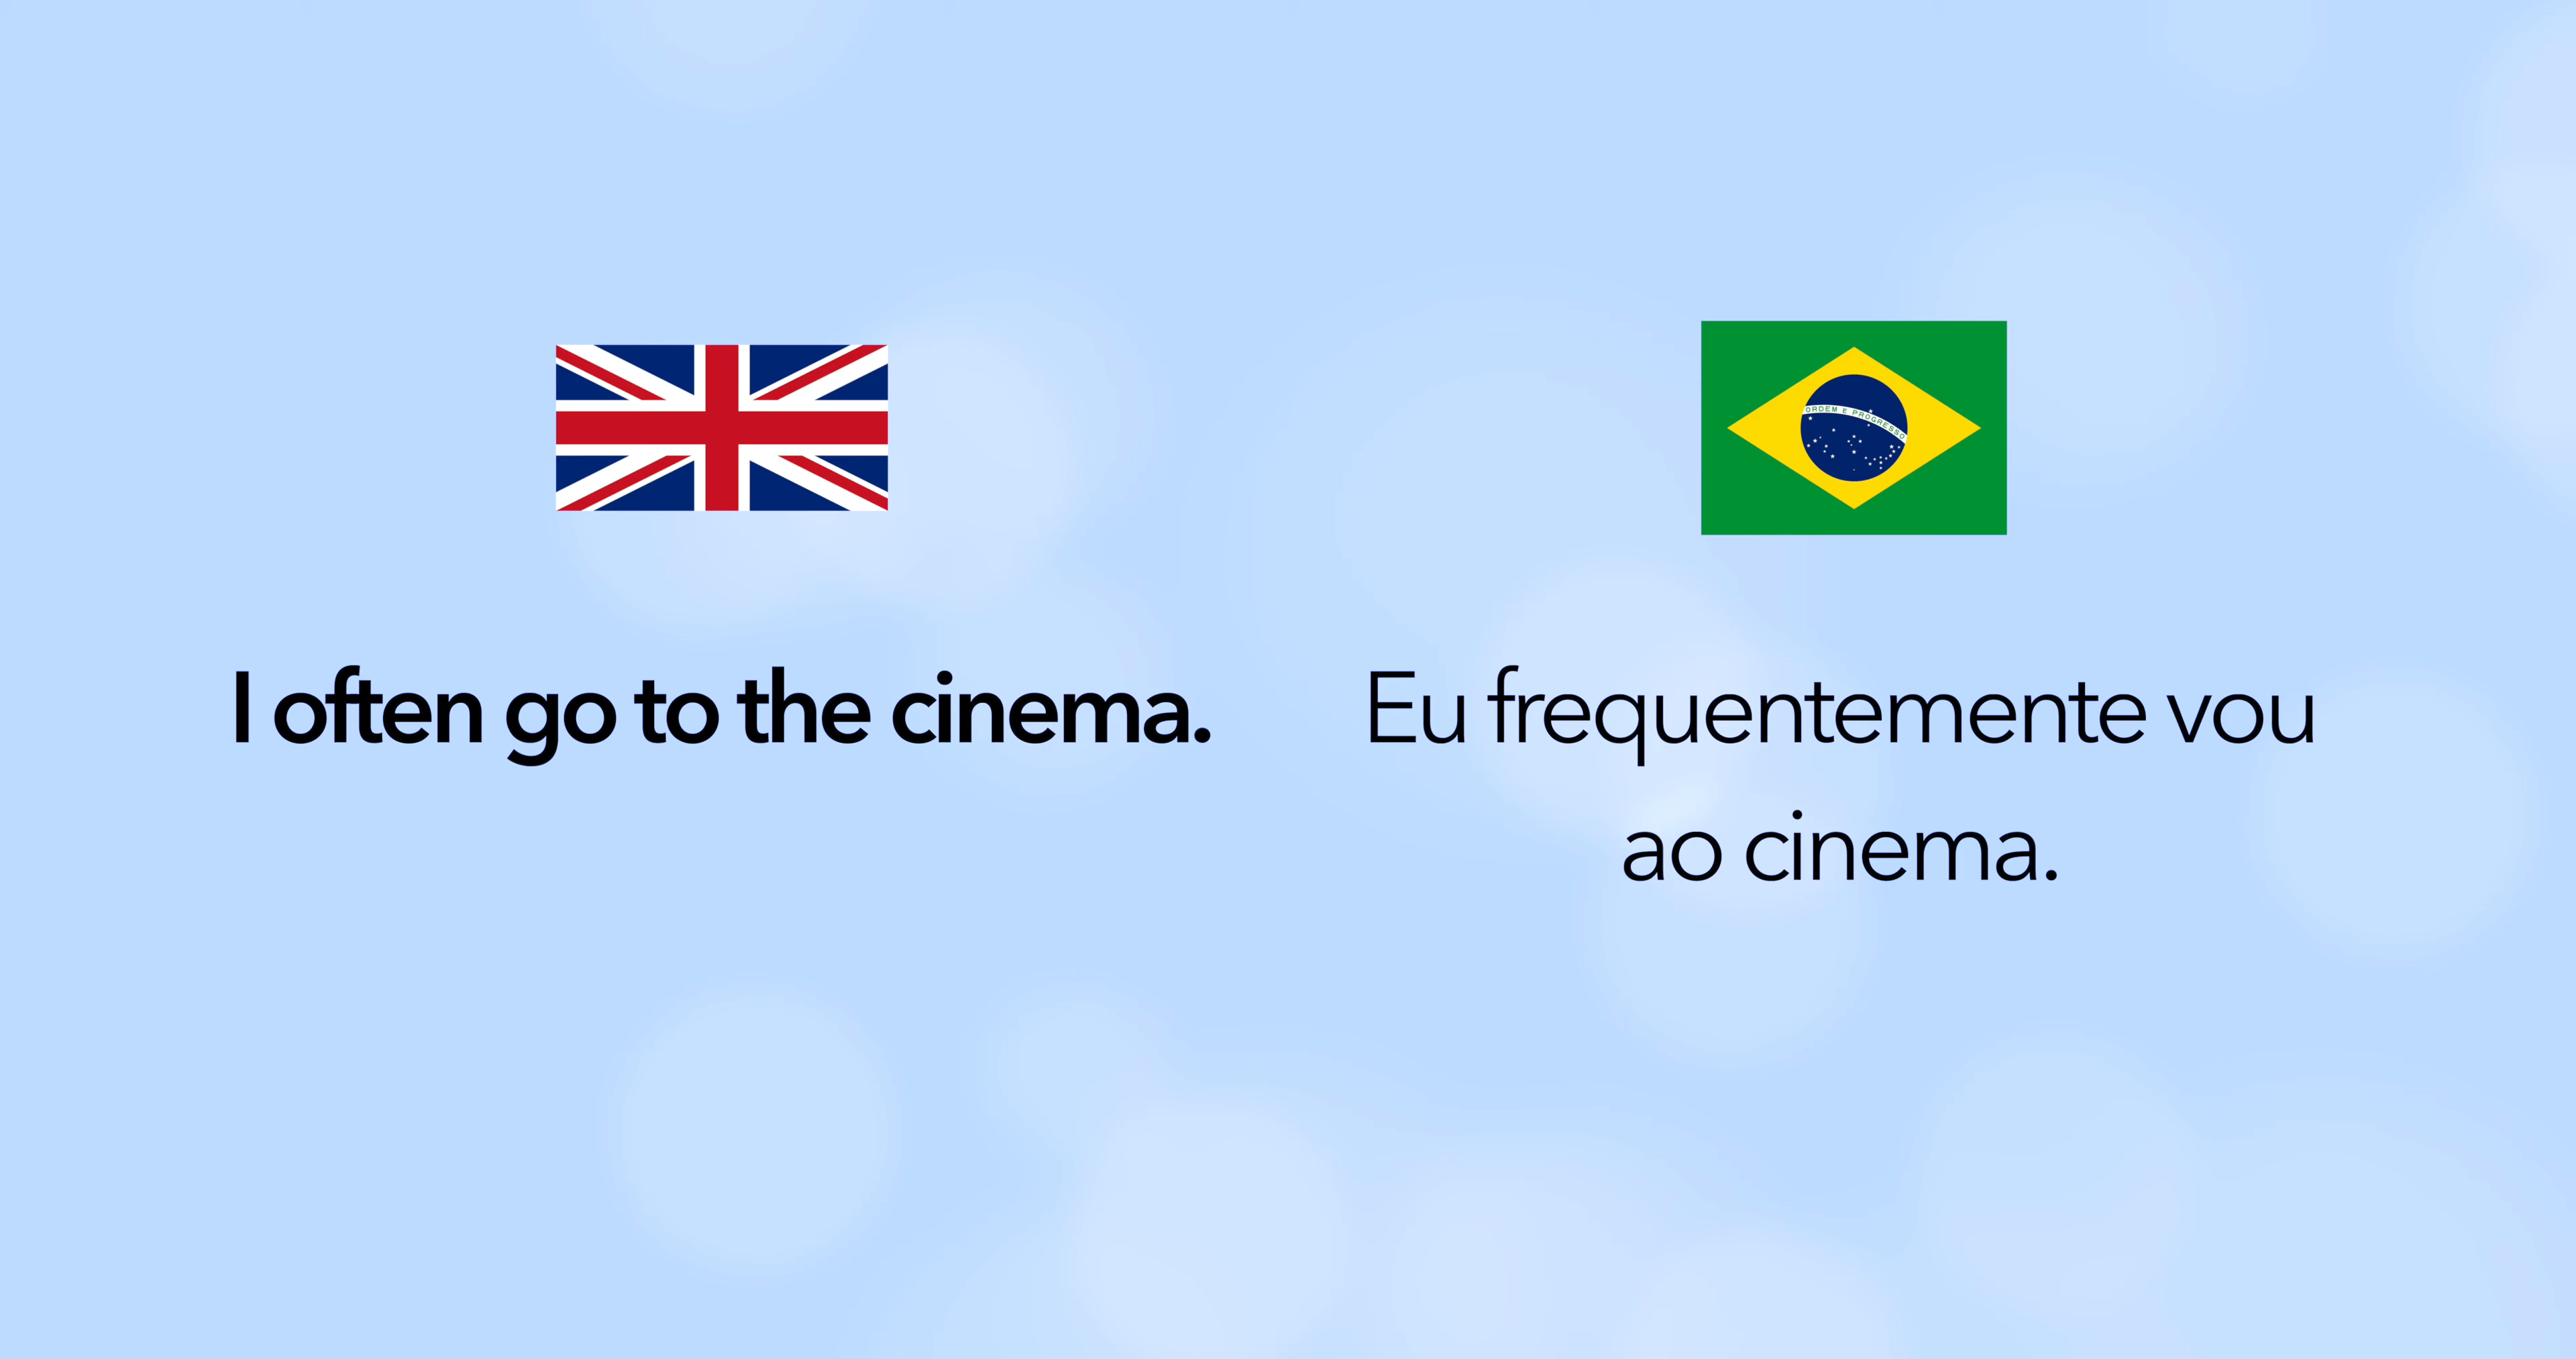 ORDEM E PROGRESSO
I often go to the cinema.
Eu frequentemente vou
ao cinema.